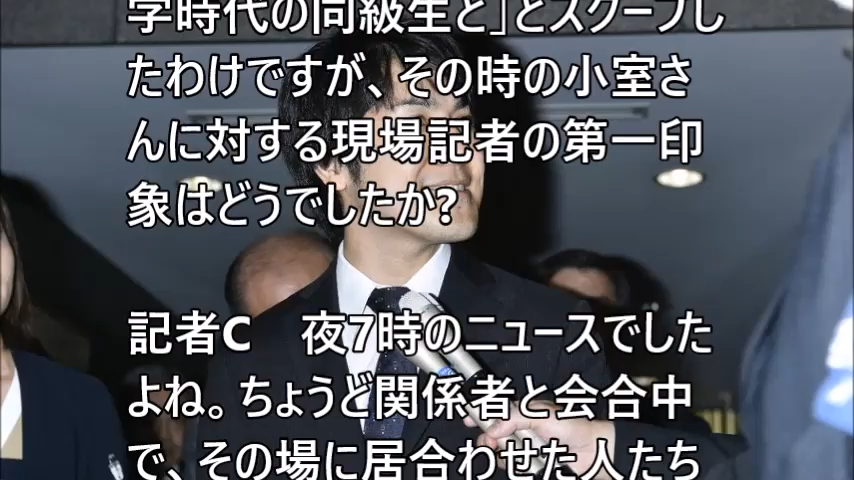 学時代の同級生と」とスクープし
たわけですが、その時の小室さ
んに対する現場記者の第一印
象はどうでしたか?
記者C　夜7時のニュースでした
よね。ちょうど関係者と会合中
で、その場に居合わせた人たち